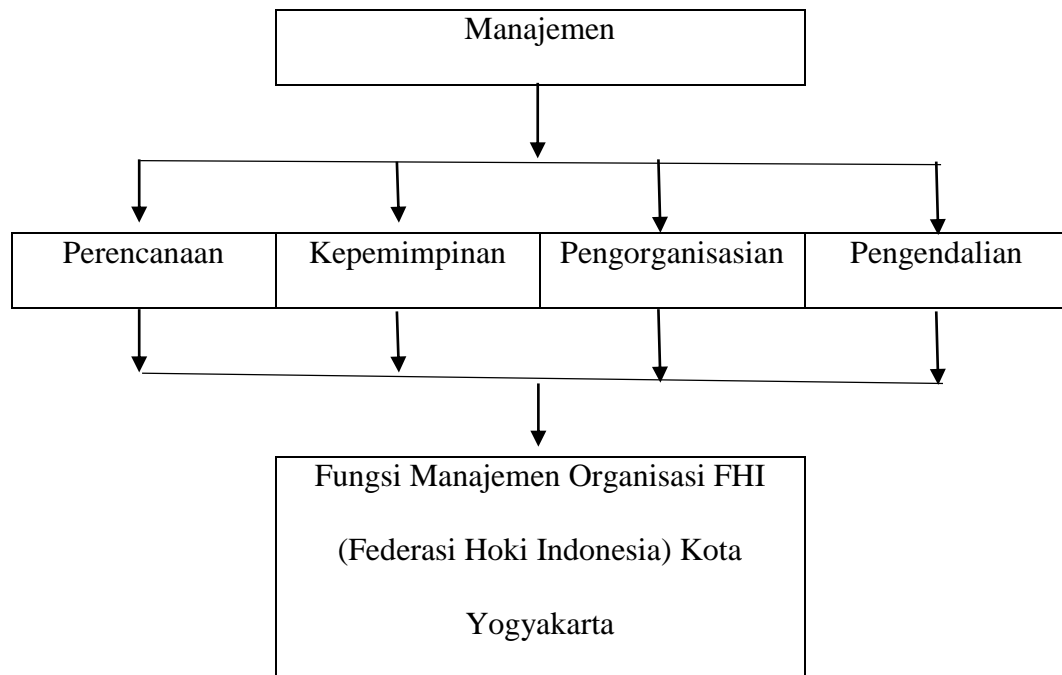 Manajemen
Perencanaan
Kepemimpinan
Pengorganisasian
Pengendalian
Fungsi Manajemen Organisasi FHI
(Federasi Hoki Indonesia) Kota
Yogyakarta